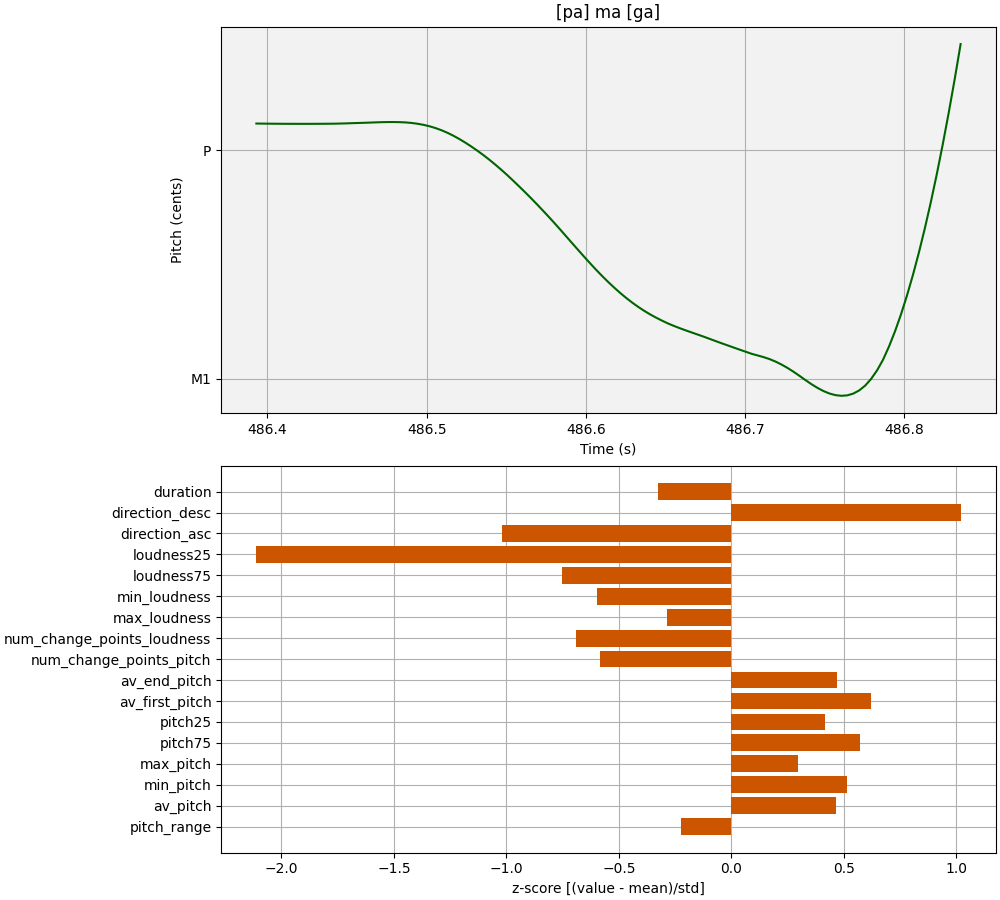 [pa] ma [ga]
Pitch (cents)
P
M1
486.4 486.5 486.6 486.7 486.8
Time (s)
duration
direction_desc
direction_asc
loudness25
loudness75
min_loudness
max_loudness
num_change_points_loudness
num_change_points_pitch
av_end_pitch
av_first_pitch
pitch25
pitch75
max_pitch
min_pitch
av_pitch
pitch_range
−2.0 −1.5 −1.0 −0.5 0.0 0.5 1.0
z-score [(value - mean)/std]